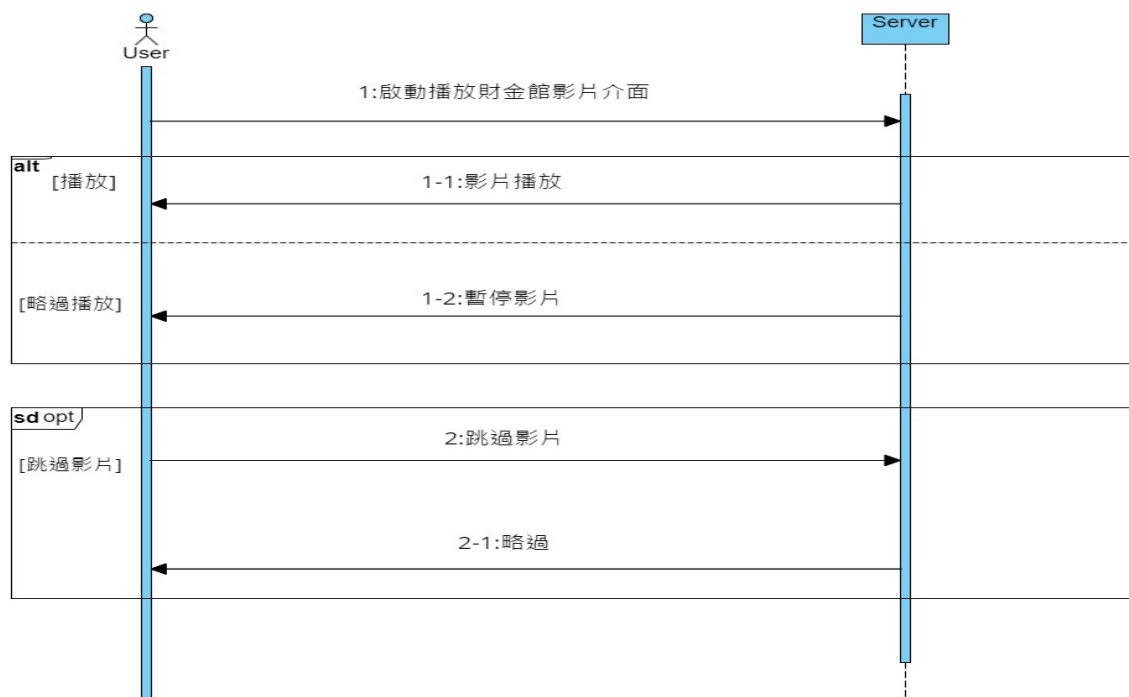 User
Server
1:啟動播放財金館影片介面
alt
[播放]
1-1:影片播放
[略過播放]
1-2:暫停影片
sd opt
2:跳過影片
[跳過影片]
2-1:略過